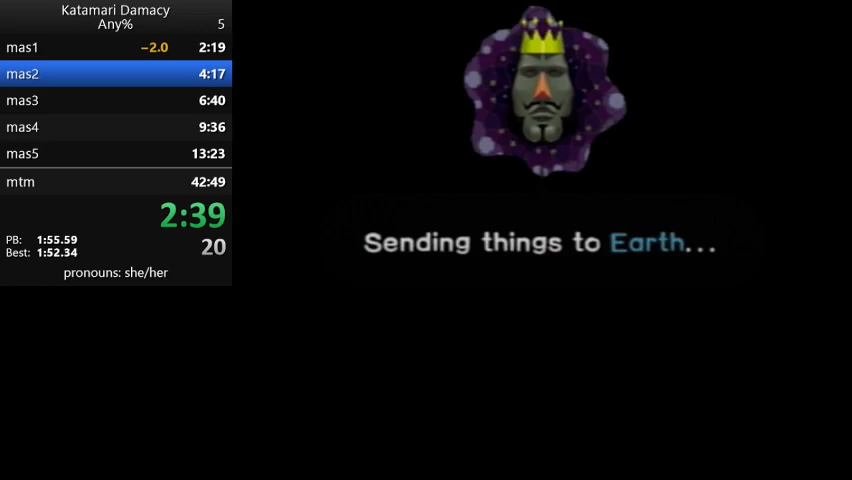 Katamari Damacy
Any% 5
mas1 −2.0 2:19
mas2 4:17
mas3 6:40
mas4 9:36
mas5 13:23
mtm 42:49
2:39
PB: 1:55.59
Best: 1:52.34
20
pronouns: she/her
Sending things to Earth...